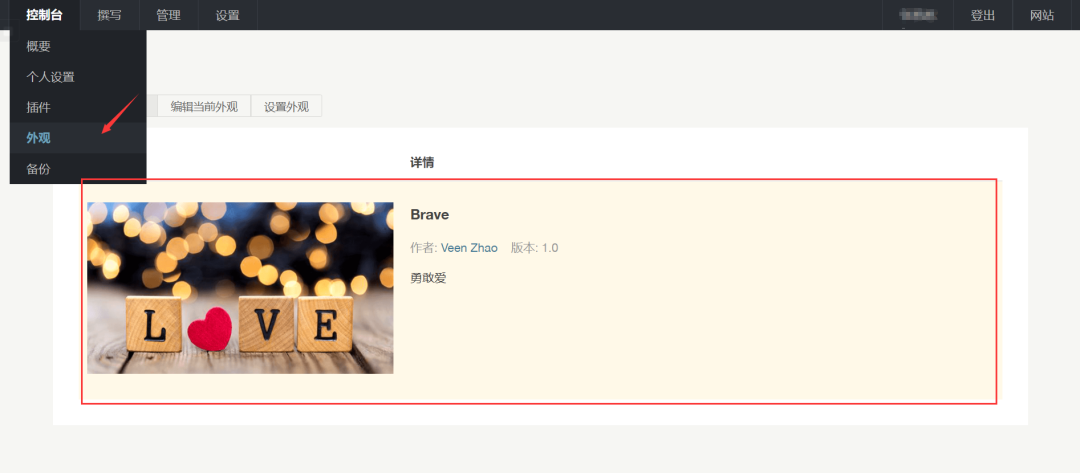 控制台 撰写 管理 设置 登出 网站
概要
个人设置
插件
外观
备份
编辑当前外观 设置外观
详情
Brave
作者: Veen Zhao 版本: 1.0
勇敢爱
L VE